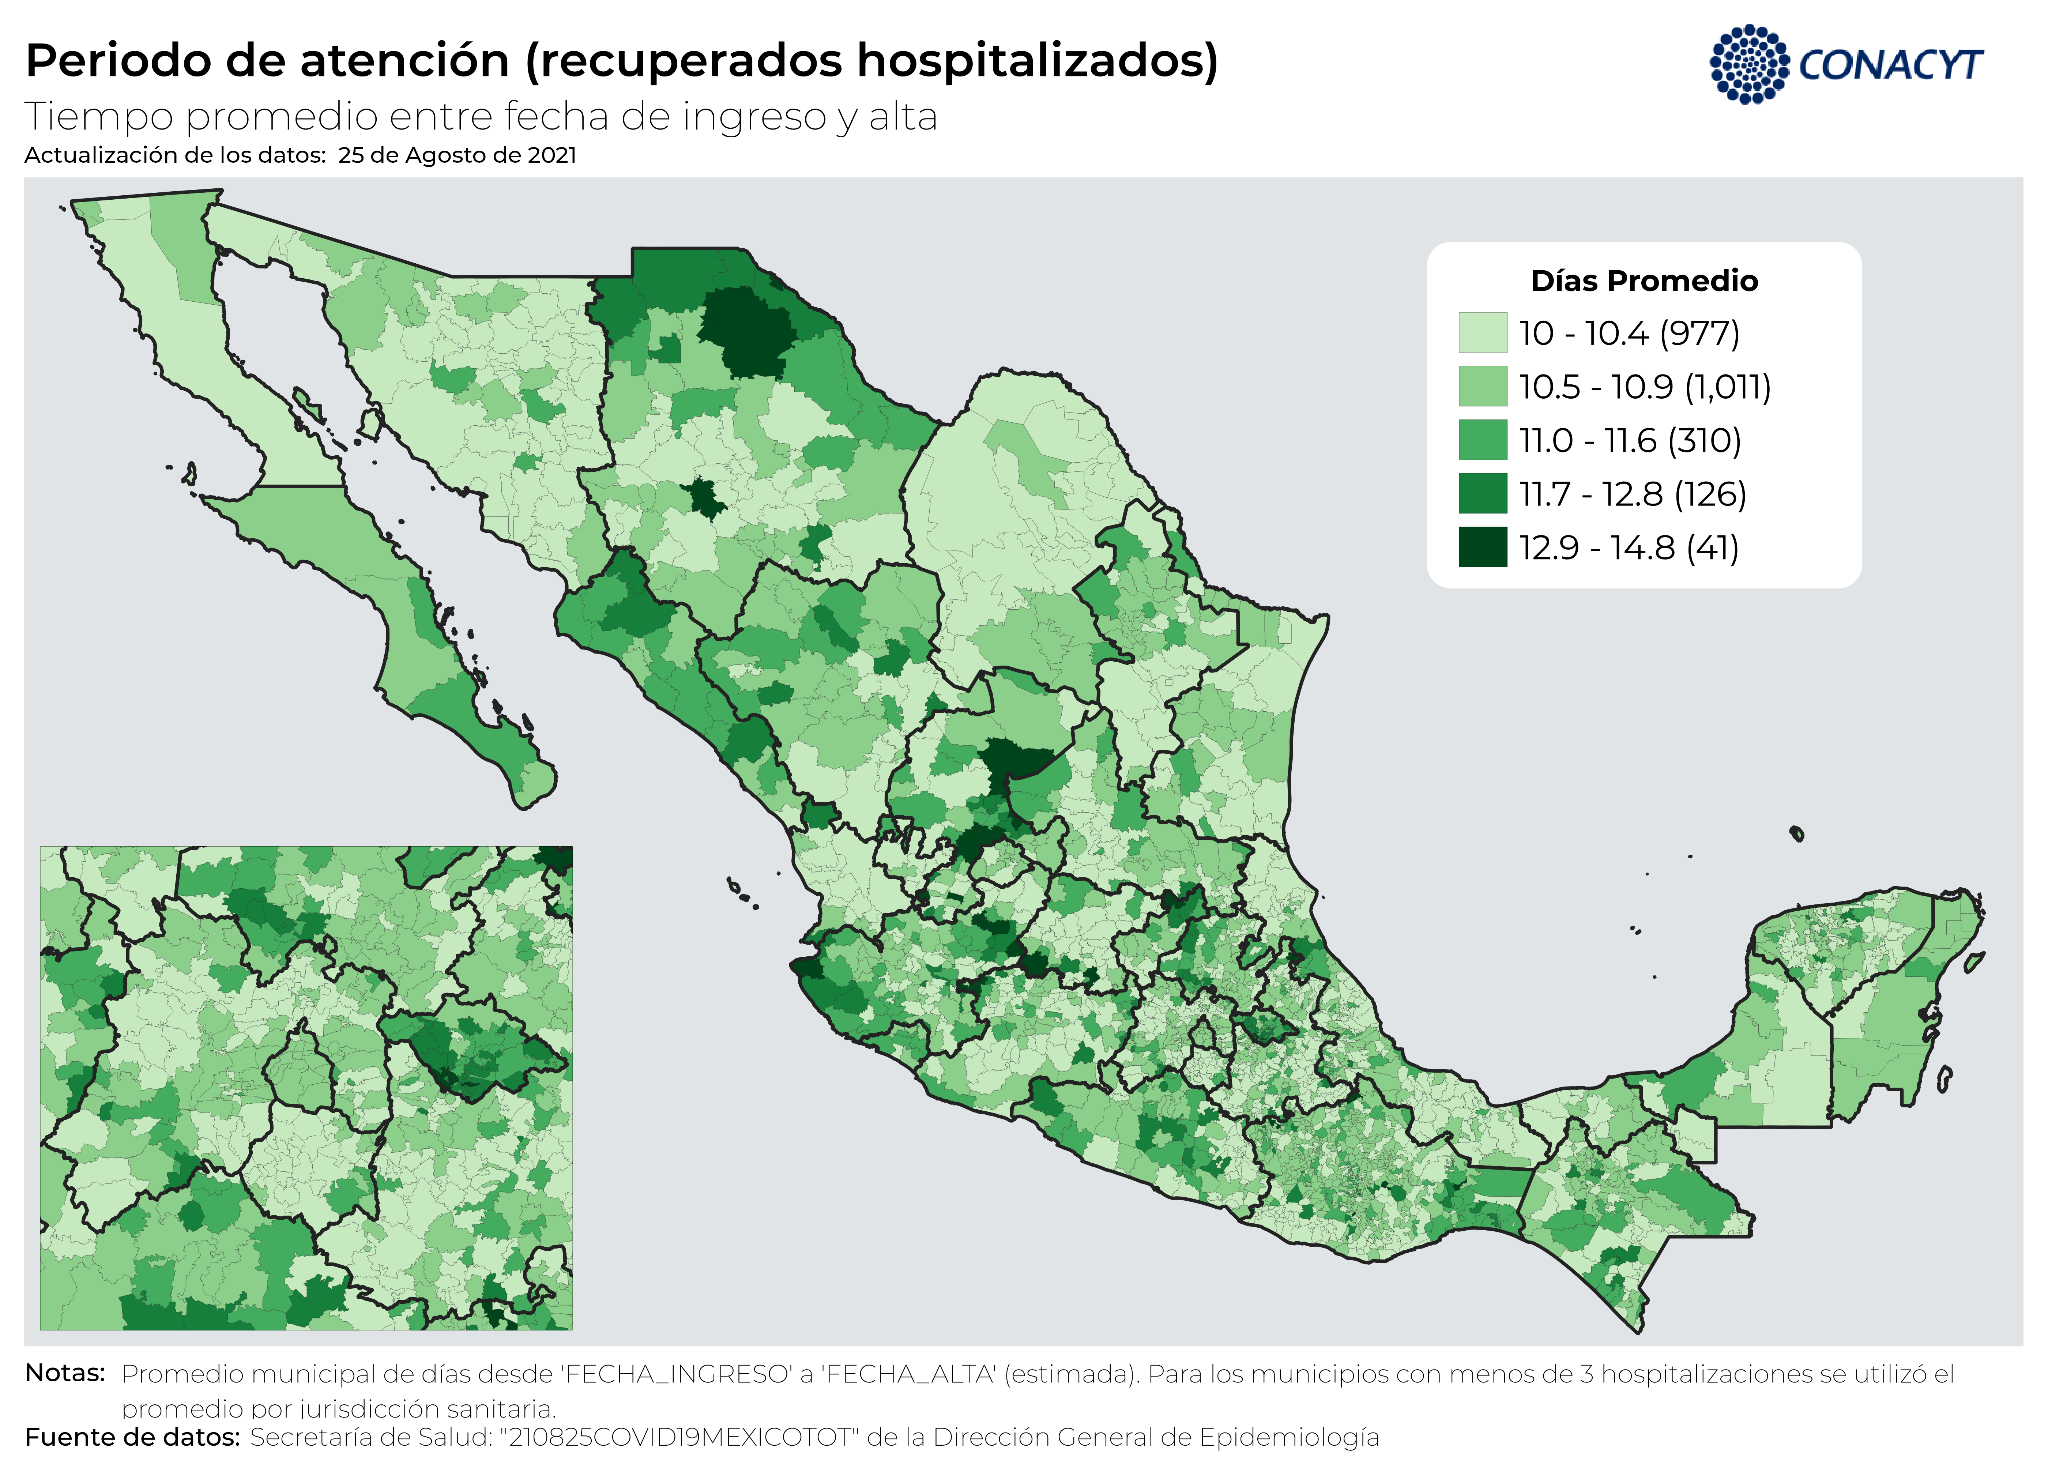 Periodo de atención (recuperados hospitalizados)
CONACYT
Tiempo promedio entre fecha de ingreso y alta
Actualización de los datos: 25 de Agosto de 2021
Días Promedio
10 - 10.4 (977)
10.5 - 10.9 (1,011)
11.0 - 11.6 (310)
11.7 - 12.8 (126)
12.9 - 14.8 (41)
Notas: Promedio municipal de días desde 'FECHA_INGRESO' a 'FECHA_ALTA' (estimada). Para los municipios con menos de 3 hospitalizaciones se utilizó el
promedio por jurisdicción sanitaria.
Fuente de datos: Secretaría de Salud: "210825COVID19MEXICOTOT" de la Dirección General de Epidemiología